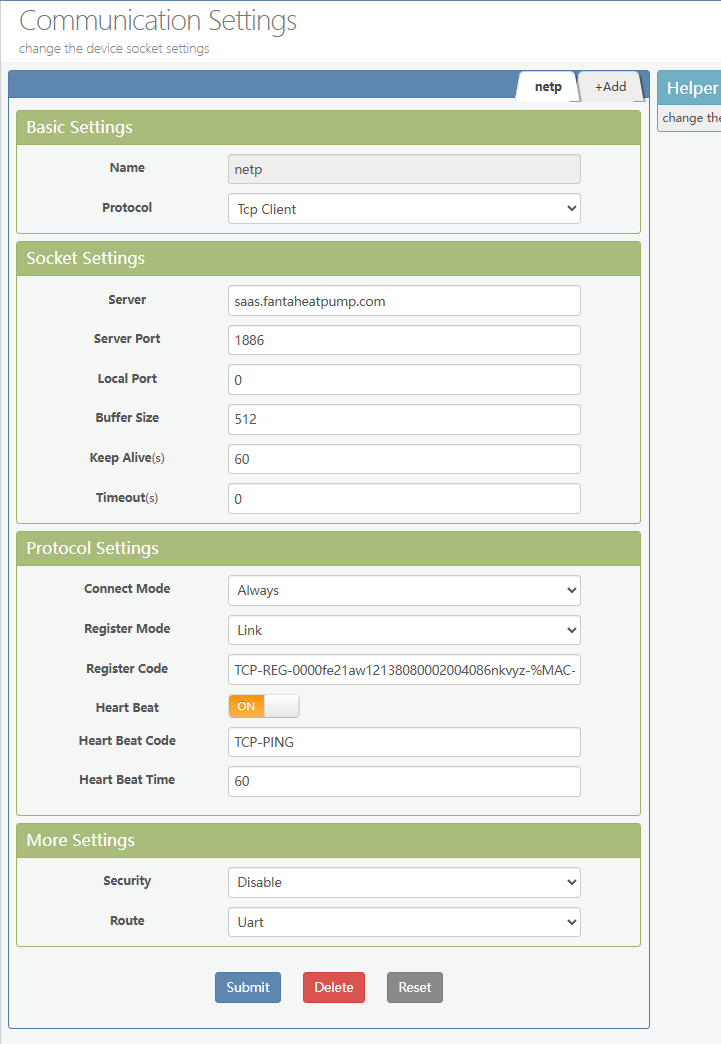 Communication Settings
change the device socket settings
netp
+Add
Helper
change the
Basic Settings
Name
netp
Protocol
Tcp Client
Socket Settings
Server
saas.fantaheatpump.com
Server Port
1886
Local Port
0
Buffer Size
512
Keep Alive(s)
60
Timeout(s)
0
Protocol Settings
Connect Mode
Always
Register Mode
Link
Register Code
TCP-REG-0000fe21aw12138080002004086nkvyz-%MAC-
Heart Beat
ON
Heart Beat Code
TCP-PING
Heart Beat Time
60
More Settings
Security
Disable
Route
Uart
Submit
Delete
Reset